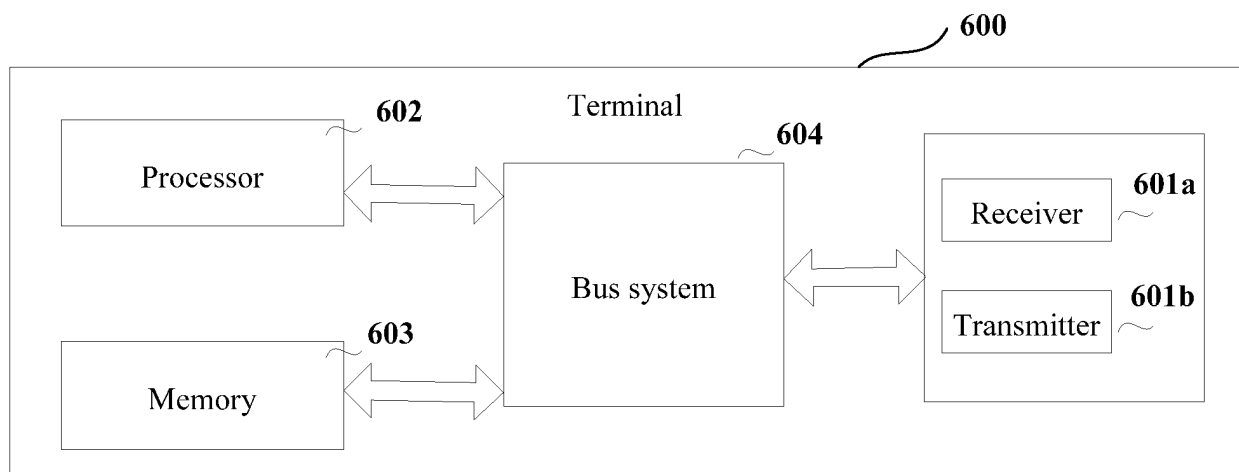 600
Terminal
602
Processor
604
Bus system
603
Memory
601a
Receiver
601b
Transmitter